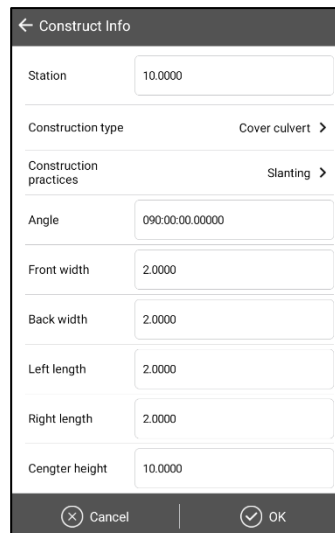 Construct Info
Station 10.0000
Construction type Cover culvert
Construction
practices Slanting
Angle 090:00:00.00000
Front width 2.0000
Back width 2.0000
Left length 2.0000
Right length 2.0000
Cengter height 10.0000
Cancel OK